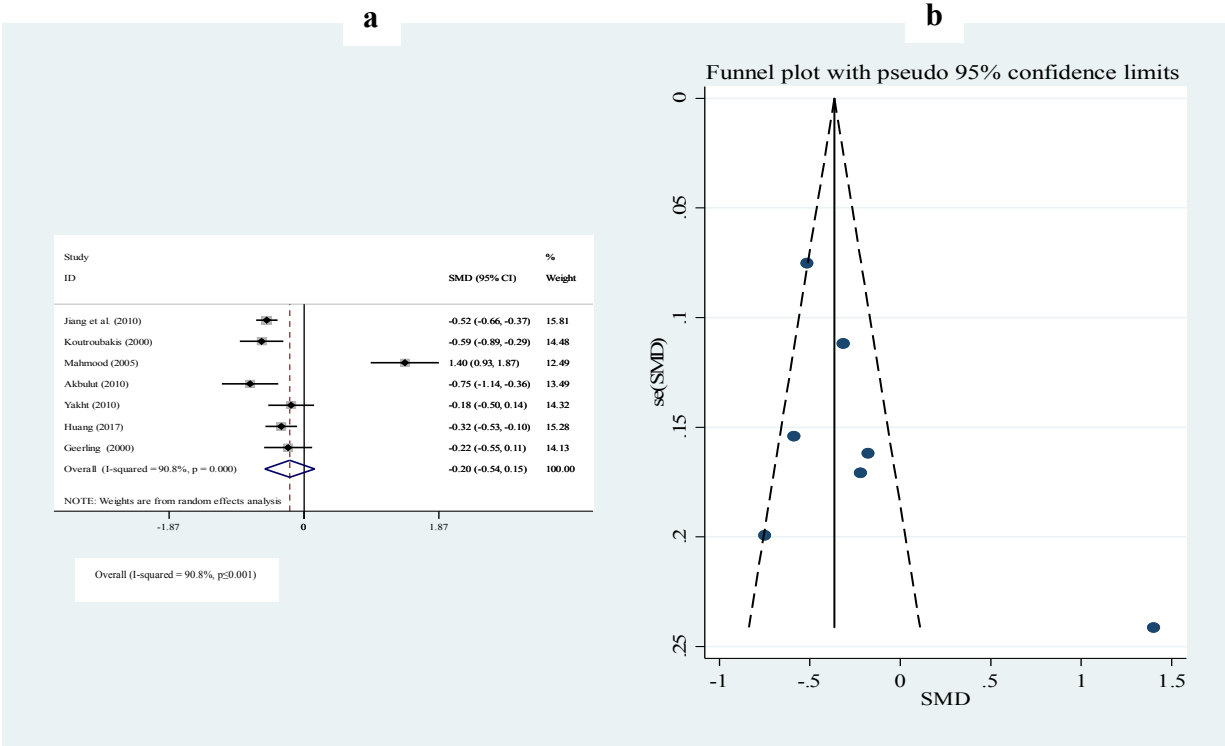 a
Study %
ID SMD (95% CI) Weight
Jiang et al. (2010) -0.52 (-0.66, -0.37) 15.81
Koutroubakis (2000) -0.59 (-0.89, -0.29) 14.48
Mahmood (2005) 1.40 (0.93, 1.87) 12.49
Akbulut (2010) -0.75 (-1.14, -0.36) 13.49
Yakht (2010) -0.18 (-0.50, 0.14) 14.32
Huang (2017) -0.32 (-0.53, -0.10) 15.28
Geerling (2000) -0.22 (-0.55, 0.11) 14.13
Overall (I-squared = 90.8%, p = 0.000) -0.20 (-0.54, 0.15) 100.00
NOTE: Weights are from random effects analysis
-1.87 0 1.87
Overall (I-squared = 90.8%, p≤0.001)
b
Funnel plot with pseudo 95% confidence limits
0
.05
.1
.15
.2
.25
se(SMD)
-1 -.5 0 .5 1 1.5
SMD